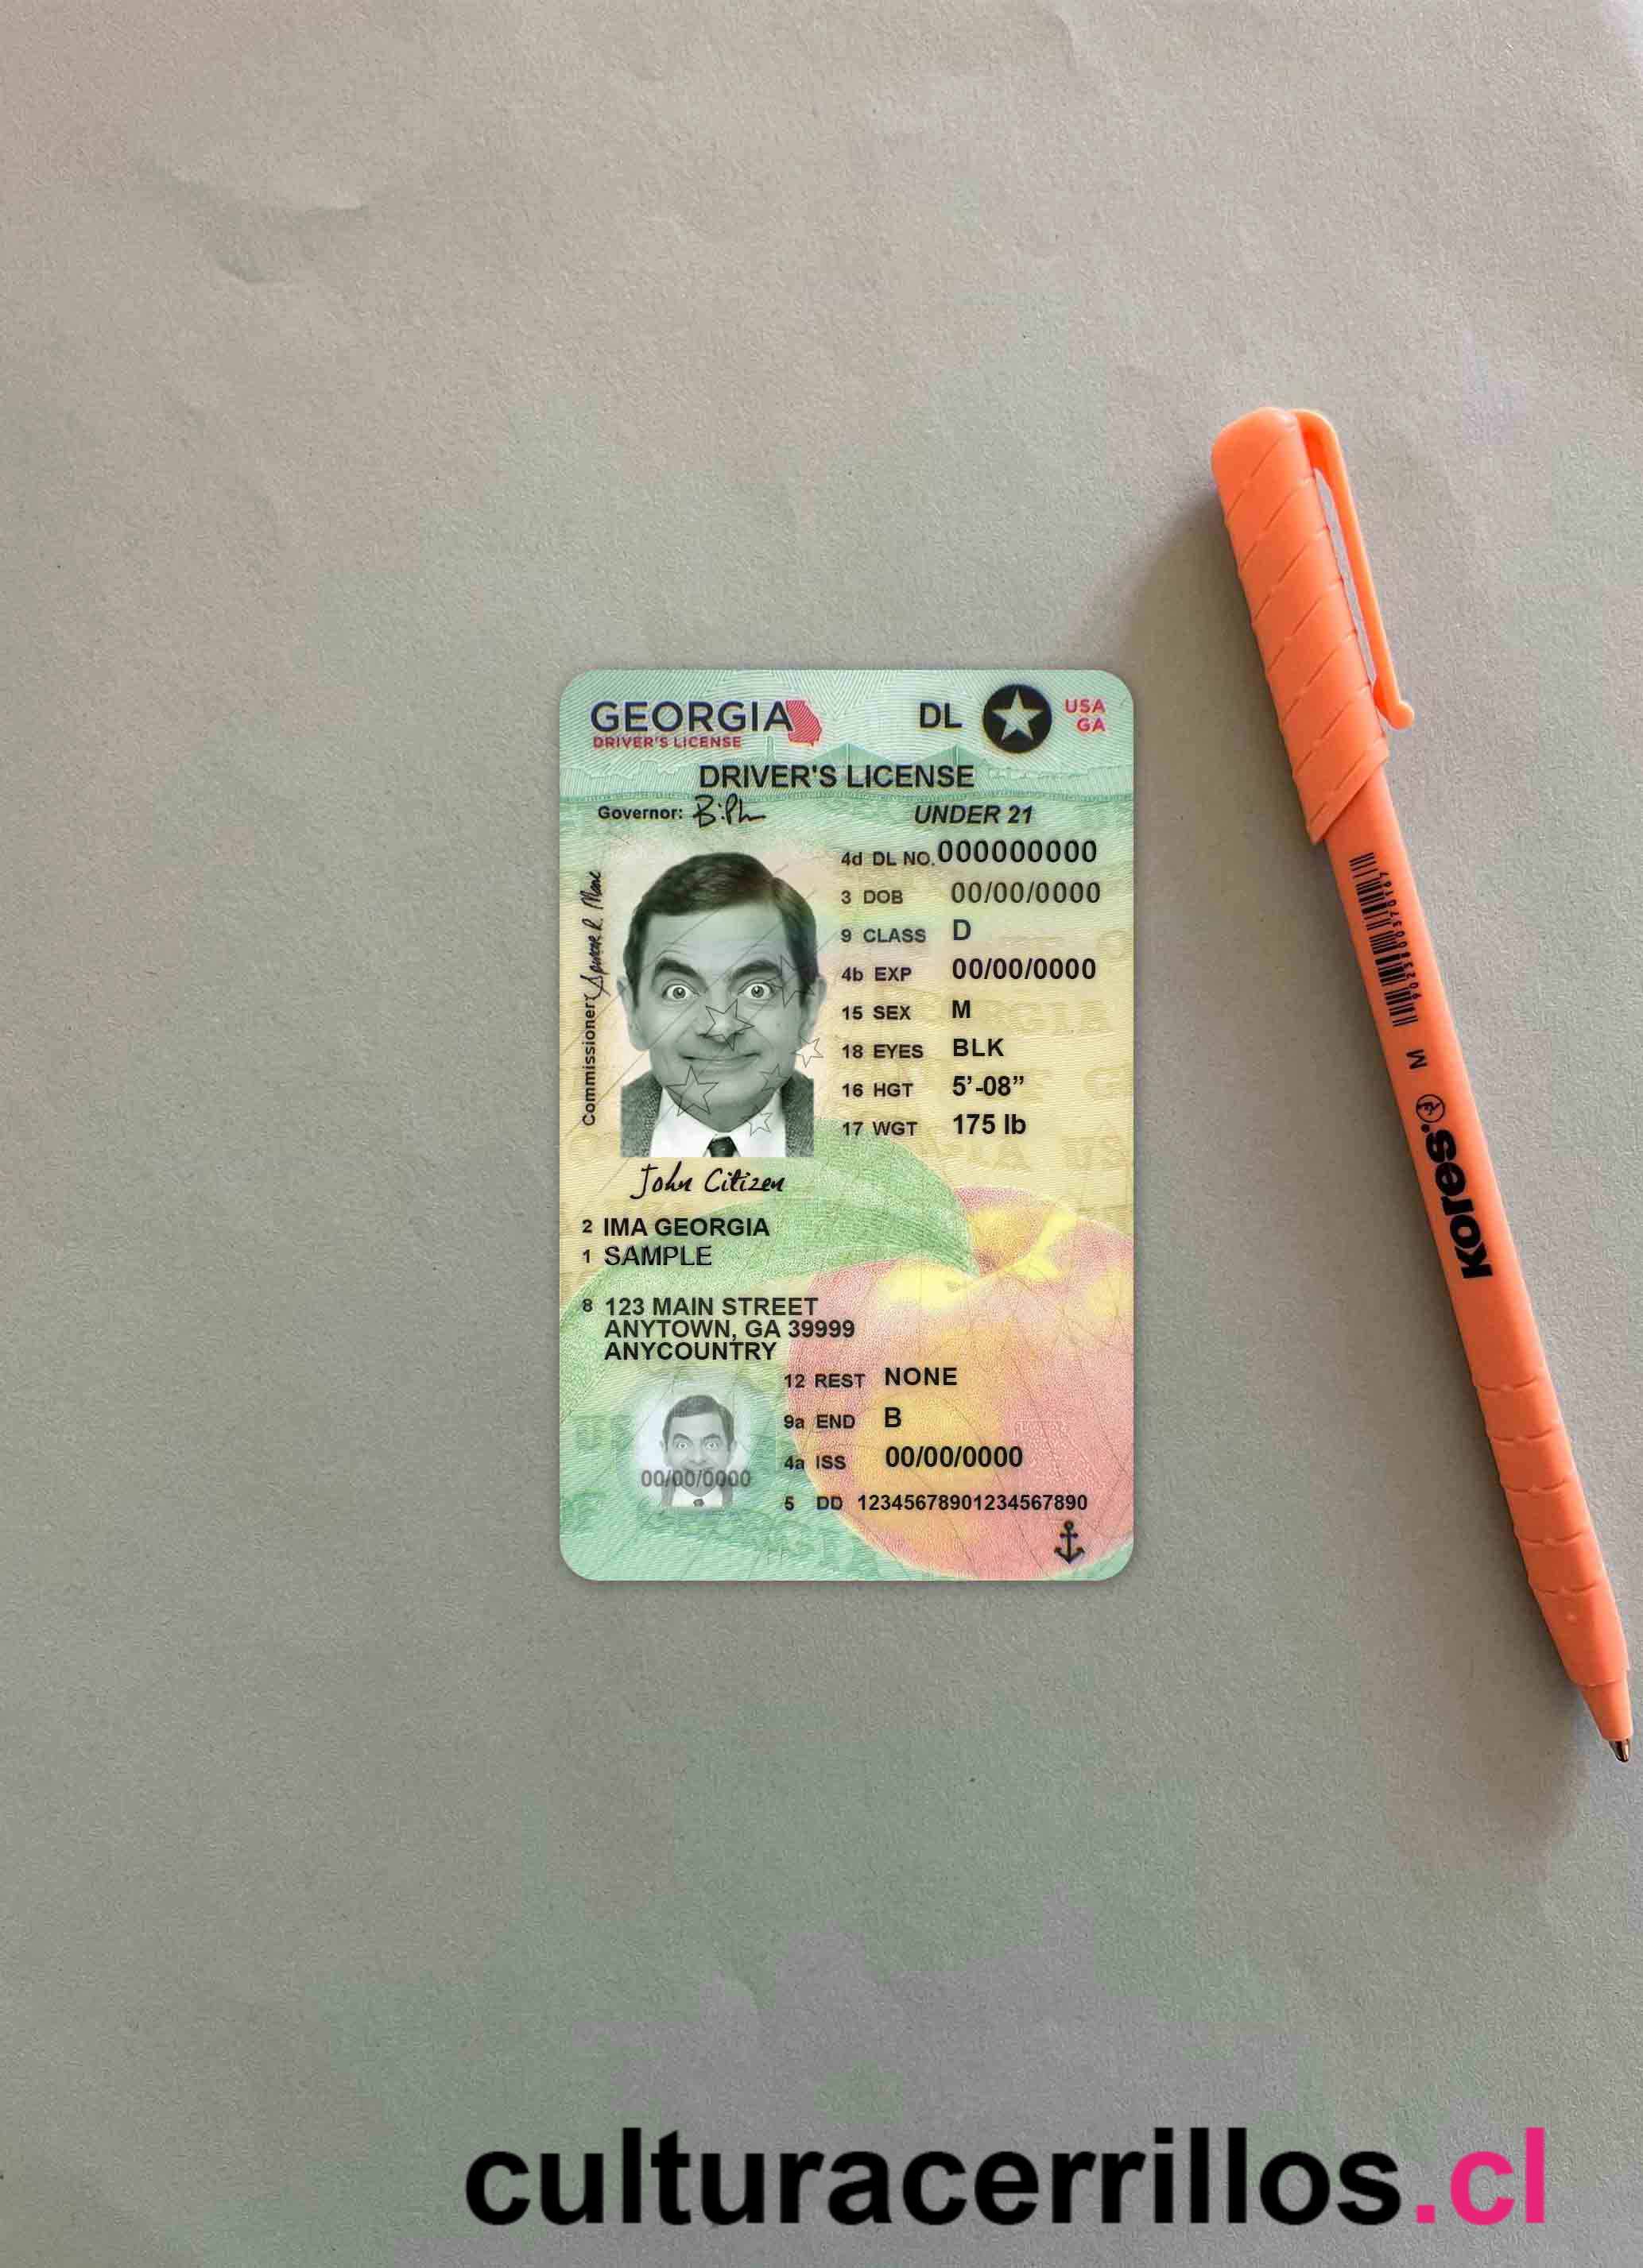 GEORGIA
DRIVER'S LICENSE
DL
USA
GA
DRIVER'S LICENSE
Governor:
UNDER 21
4d DL NO. 000000000
3 DOB 00/00/0000
9 CLASS D
4b EXP 00/00/0000
15 SEX M
18 EYES BLK
16 HGT 5'-08”
17 WGT 175 lb
Commissioner:
John Citizen
2 IMA GEORGIA
1 SAMPLE
8 123 MAIN STREET
ANYTOWN, GA 39999
ANYCOUNTRY
12 REST NONE
9a END B
4a ISS 00/00/0000
00/00/0000
5 DD 12345678901234567890
M
KORES®
culturacerrillos.cl